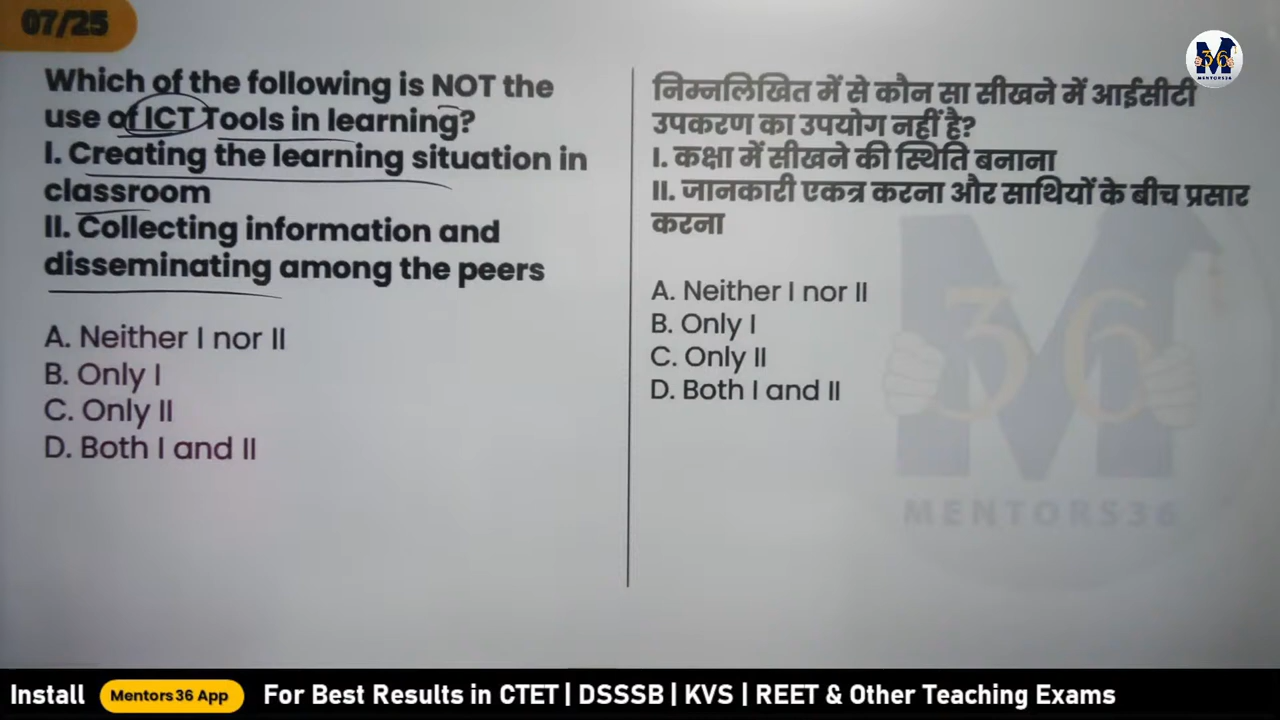 07/25
Which of the following is NOT the
use of ICT Tools in learning?
I. Creating the learning situation in
classroom
II. Collecting information and
disseminating among the peers
A. Neither I nor II
B. Only I
C. Only II
D. Both I and II
निम्नलिखित में से कौन सा सीखने में आईसीटी
उपकरण का उपयोग नहीं है?
I. कक्षा में सीखने की स्थिति बनाना
II. जानकारी एकत्र करना और साथियों के बीच प्रसार
करना
A. Neither I nor II
B. Only I
C. Only II
D. Both I and II
M
36
MENTORS36
M
36
MENTORS36
Install Mentors36 App For Best Results in CTET | DSSSB | KVS | REET & Other Teaching Exams